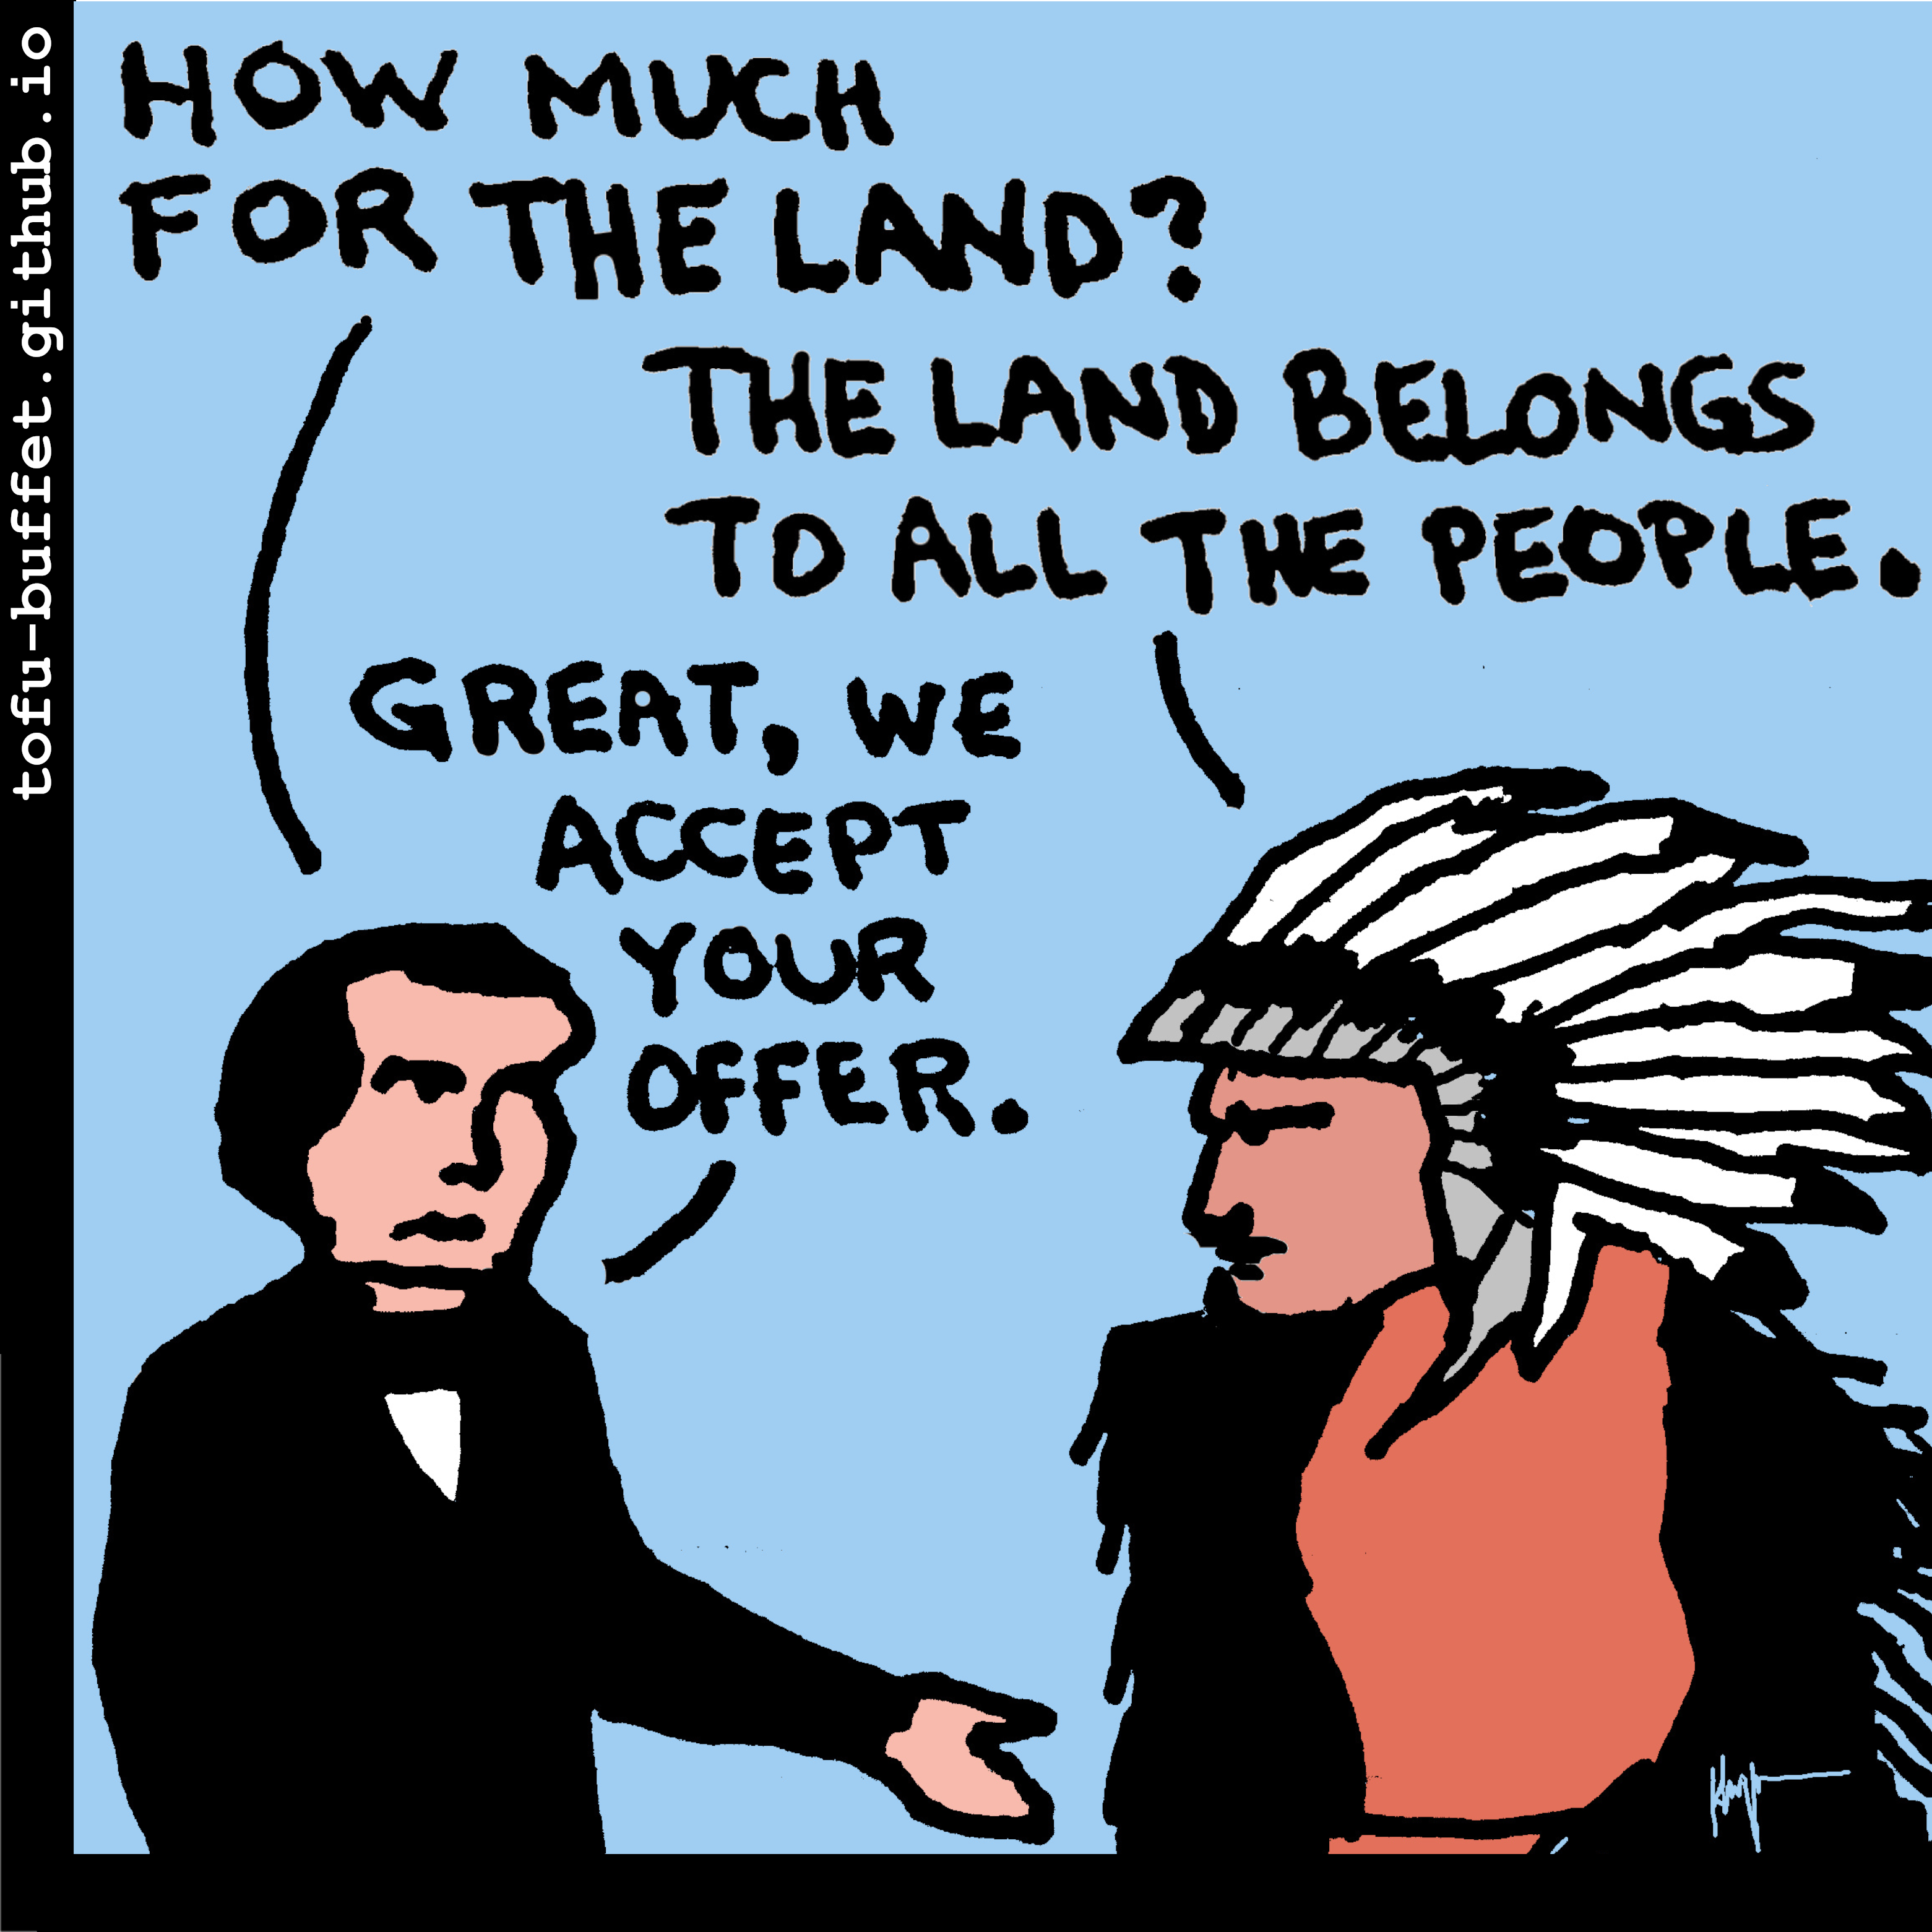 tofu-buffet.github.io
HOW MUCH
FOR THE LAND?
THE LAND BELONGS
TO ALL THE PEOPLE.
GREAT, WE
ACCEPT
YOUR
OFFER.